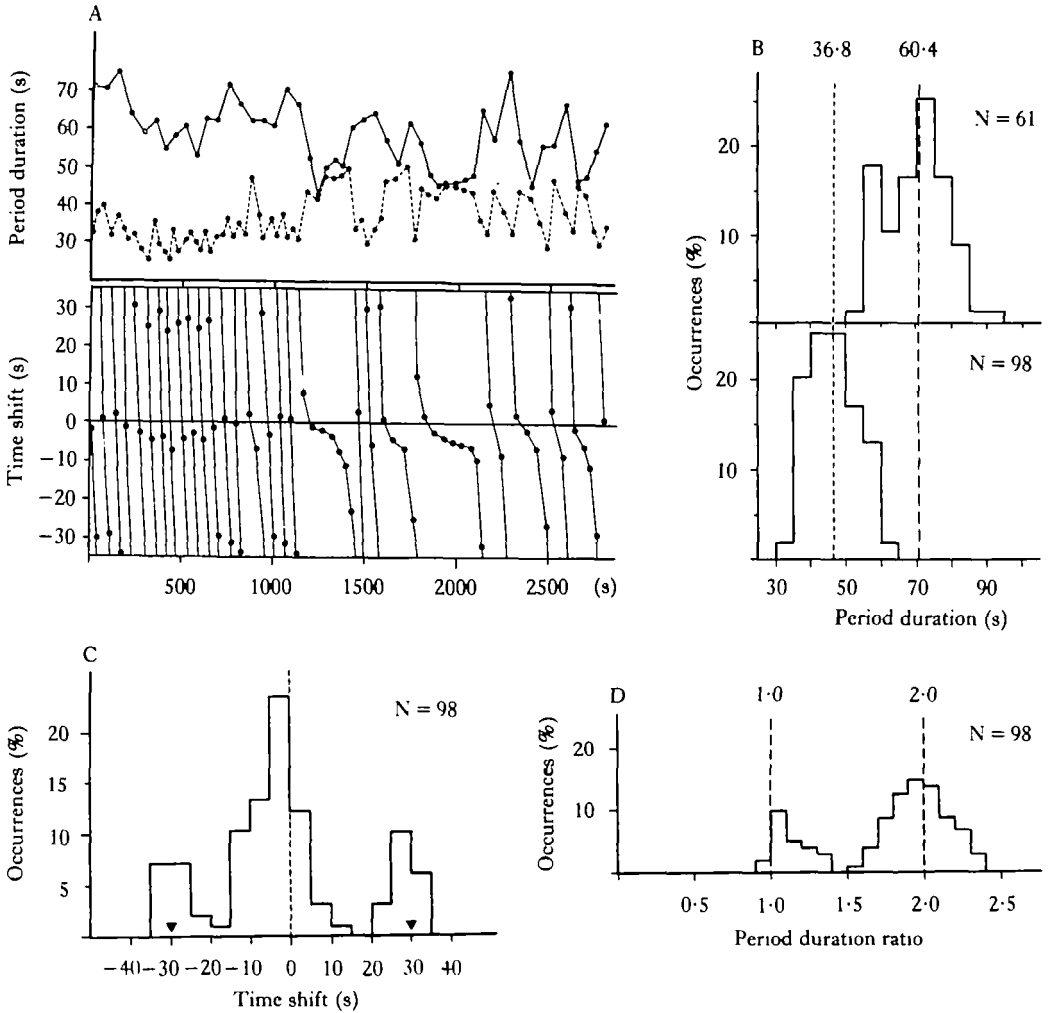 A
Period duration (s)
70
60
50
40
30
Time shift (s)
30
20
10
0
−10
−20
−30
500
1000
1500
2000
2500
(s)
B
36·8
60·4
N = 61
N = 98
Occurrences (%)
20
10
20
10
30
50
70
90
Period duration (s)
C
N = 98
Occurrences (%)
20
15
10
5
−40
−30
−20
−10
0
10
20
30
40
Time shift (s)
D
1·0
2·0
N = 98
Occurrences (%)
20
10
0·5
1·0
1·5
2·0
2·5
Period duration ratio